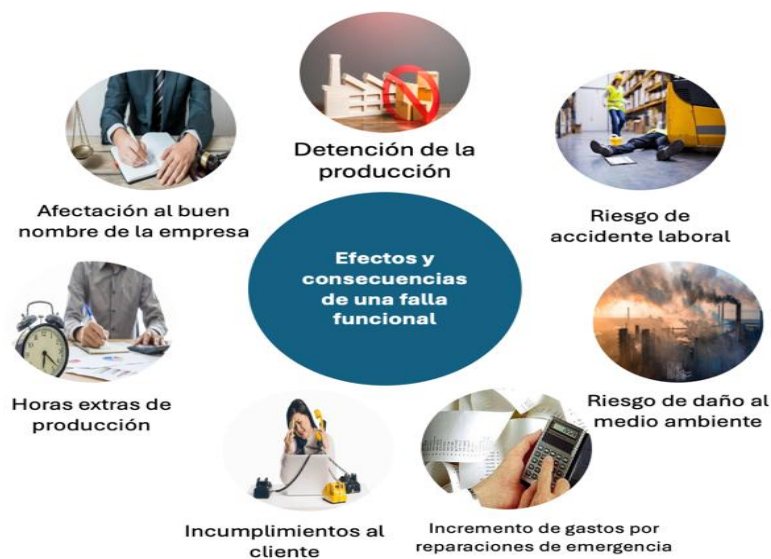 Detención de la
producción
Afectación al buen
nombre de la empresa
Riesgo de
accidente laboral
Efectos y
consecuencias
de una falla
funcional
Horas extras de
producción
Riesgo de daño al
medio ambiente
Incumplimientos al
cliente
Incremento de gastos por
reparaciones de emergencia